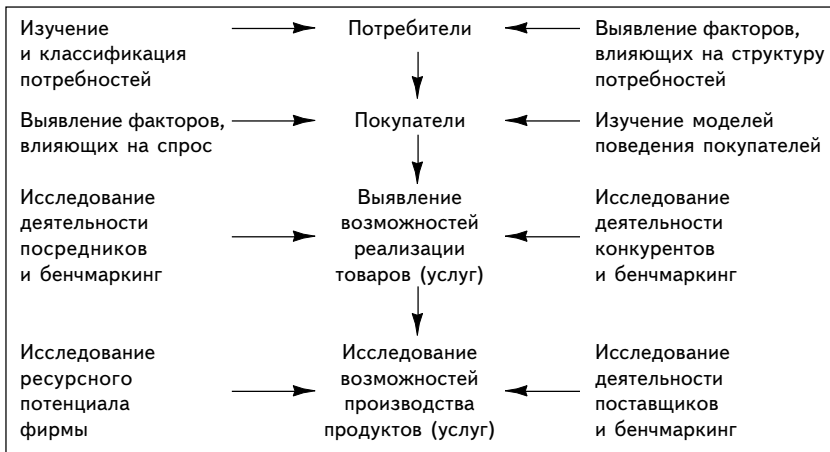 Изучение
и классификация
потребностей
Потребители
Выявление факторов,
влияющих на структуру
потребностей
Выявление факторов,
влияющих на спрос
Покупатели
Изучение моделей
поведения покупателей
Исследование
деятельности
посредников
и бенчмаркинг
Выявление
возможностей
реализации
товаров (услуг)
Исследование
деятельности
конкурентов
и бенчмаркинг
Исследование
ресурсного
потенциала
фирмы
Исследование
возможностей
производства
продуктов (услуг)
Исследование
деятельности
поставщиков
и бенчмаркинг